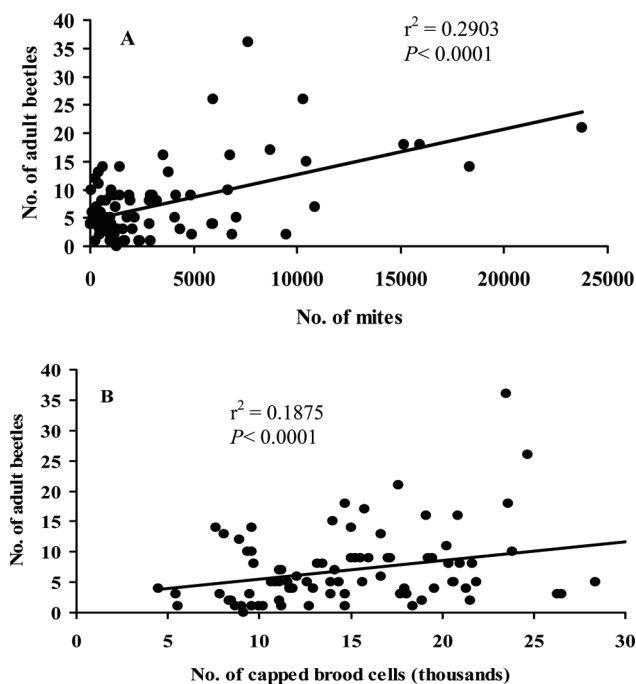 A
r² = 0.2903
P< 0.0001
40
35
30
25
20
15
10
5
0
No. of adult beetles
0 5000 10000 15000 20000 25000
No. of mites
B
r² = 0.1875
P< 0.0001
40
35
30
25
20
15
10
5
0
No. of adult beetles
0 5 10 15 20 25 30
No. of capped brood cells (thousands)